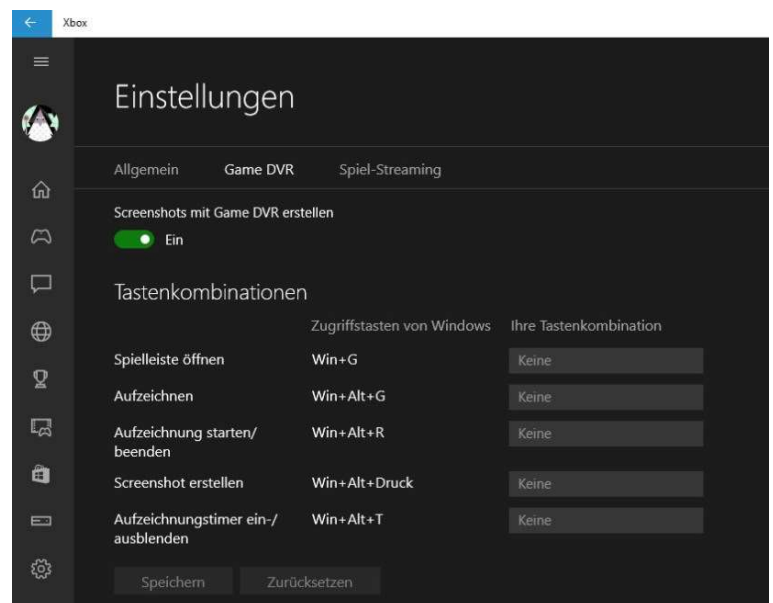 Xbox
Einstellungen
Allgemein Game DVR Spiel-Streaming
Screenshots mit Game DVR erstellen
Ein
Tastenkombinationen
Zugriffstasten von Windows Ihre Tastenkombination
Spielleiste öffnen Win+G Keine
Aufzeichnen Win+Alt+G Keine
Aufzeichnung starten/ Win+Alt+R Keine
beenden
Screenshot erstellen Win+Alt+Druck Keine
Aufzeichnungstimer ein-/ Win+Alt+T Keine
ausblenden
Speichern Zurücksetzen